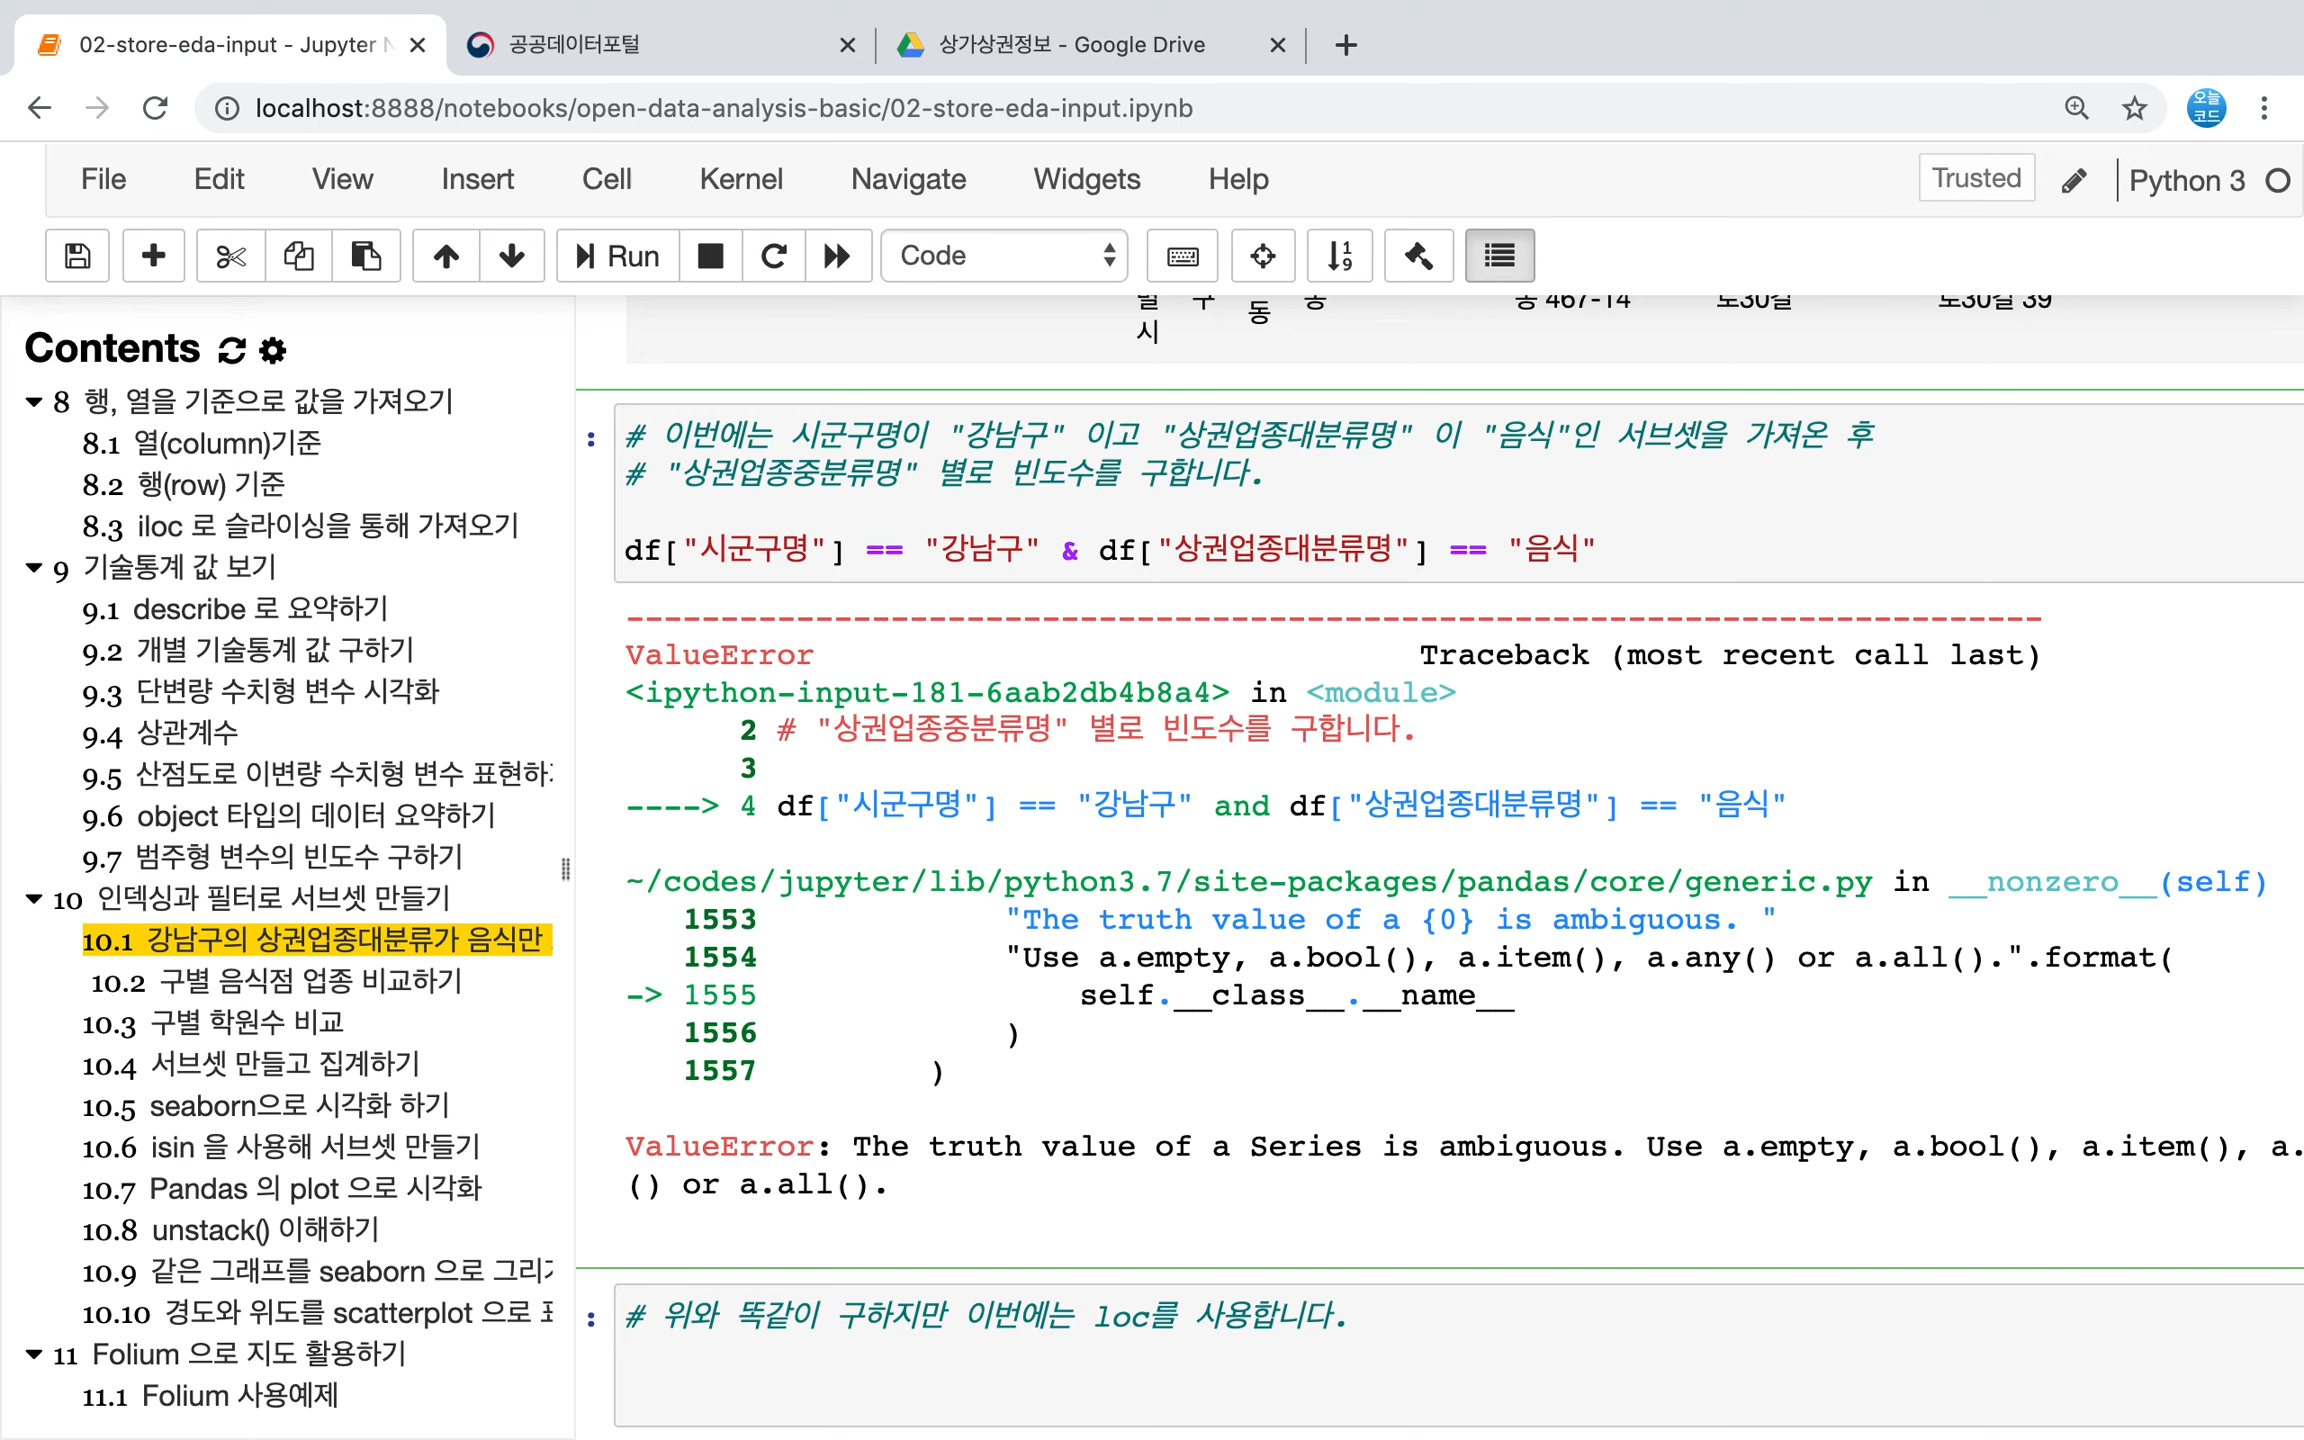 02-store-eda-input - Jupyter N
공공데이터포털
상가상권정보 - Google Drive
localhost:8888/notebooks/open-data-analysis-basic/02-store-eda-input.ipynb
오늘
코드
File Edit View Insert Cell Kernel Navigate Widgets Help
Trusted
Python 3
Run
Code
Contents
8 행, 열을 기준으로 값을 가져오기
8.1 열(column)기준
8.2 행(row) 기준
8.3 iloc 로 슬라이싱을 통해 가져오기
9 기술통계 값 보기
9.1 describe 로 요약하기
9.2 개별 기술통계 값 구하기
9.3 단변량 수치형 변수 시각화
9.4 상관계수
9.5 산점도로 이변량 수치형 변수 표현하
9.6 object 타입의 데이터 요약하기
9.7 범주형 변수의 빈도수 구하기
10 인덱싱과 필터로 서브셋 만들기
10.1 강남구의 상권업종대분류가 음식만
10.2 구별 음식점 업종 비교하기
10.3 구별 학원수 비교
10.4 서브셋 만들고 집계하기
10.5 seaborn으로 시각화 하기
10.6 isin 을 사용해 서브셋 만들기
10.7 Pandas 의 plot 으로 시각화
10.8 unstack() 이해하기
10.9 같은 그래프를 seaborn 으로 그리
10.10 경도와 위도를 scatterplot 으로
11 Folium 으로 지도 활용하기
11.1 Folium 사용예제
별 구 동 동 467-14 로30길 로30길 39
동
시
# 이번에는 시군구명이 "강남구" 이고 "상권업종대분류명" 이 "음식"인 서브셋을 가져온 후
# "상권업종중분류명" 별로 빈도수를 구합니다.
df["시군구명"] == "강남구" & df["상권업종대분류명"] == "음식"
---------------------------------------------------------------------------
ValueError Traceback (most recent call last)
<ipython-input-181-6aab2db4b8a4> in <module>
2 # "상권업종중분류명" 별로 빈도수를 구합니다.
3
----> 4 df["시군구명"] == "강남구" and df["상권업종대분류명"] == "음식"
~/codes/jupyter/lib/python3.7/site-packages/pandas/core/generic.py in __nonzero__(self)
1553 "The truth value of a {0} is ambiguous. "
1554 "Use a.empty, a.bool(), a.item(), a.any() or a.all().".format(
-> 1555 self.__class__.__name__
1556 )
1557 )
ValueError: The truth value of a Series is ambiguous. Use a.empty, a.bool(), a.item(), a.
() or a.all().
# 위와 똑같이 구하지만 이번에는 loc를 사용합니다.